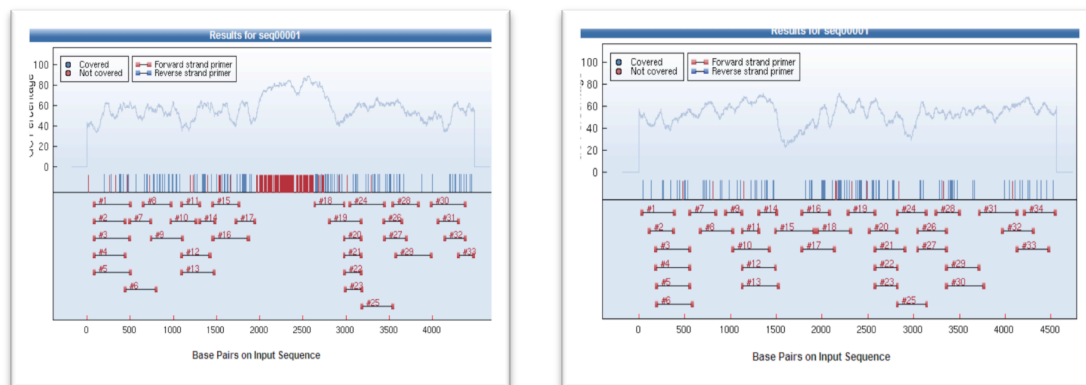 Results for seq00001
Covered
Not covered
Forward strand primer
Reverse strand primer
100
80
60
40
20
0
#1 #8 #11 #15 #18 #24 #28 #30
#2 #7 #10 #14 #17 #19 #26 #31
#3 #9 #16 #20 #27 #32
#4 #12 #21 #29 #33
#5 #13 #22
#6 #23
#25
0 500 1000 1500 2000 2500 3000 3500 4000
Base Pairs on Input Sequence
Results for seq00001
Covered
Not covered
Forward strand primer
Reverse strand primer
100
80
60
40
20
0
#1 #7 #9 #14 #16 #19 #24 #28 #31 #34
#2 #8 #11 #15 #18 #20 #26 #32
#3 #10 #17 #21 #27 #33
#4 #12 #22 #29
#5 #13 #23 #30
#6 #25
0 500 1000 1500 2000 2500 3000 3500 4000 4500
Base Pairs on Input Sequence